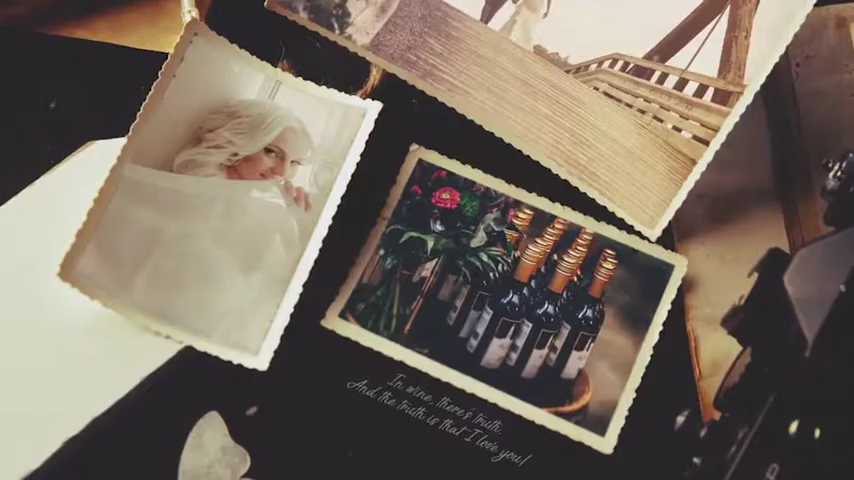 In wine, there's truth.
And the truth is that I love you!